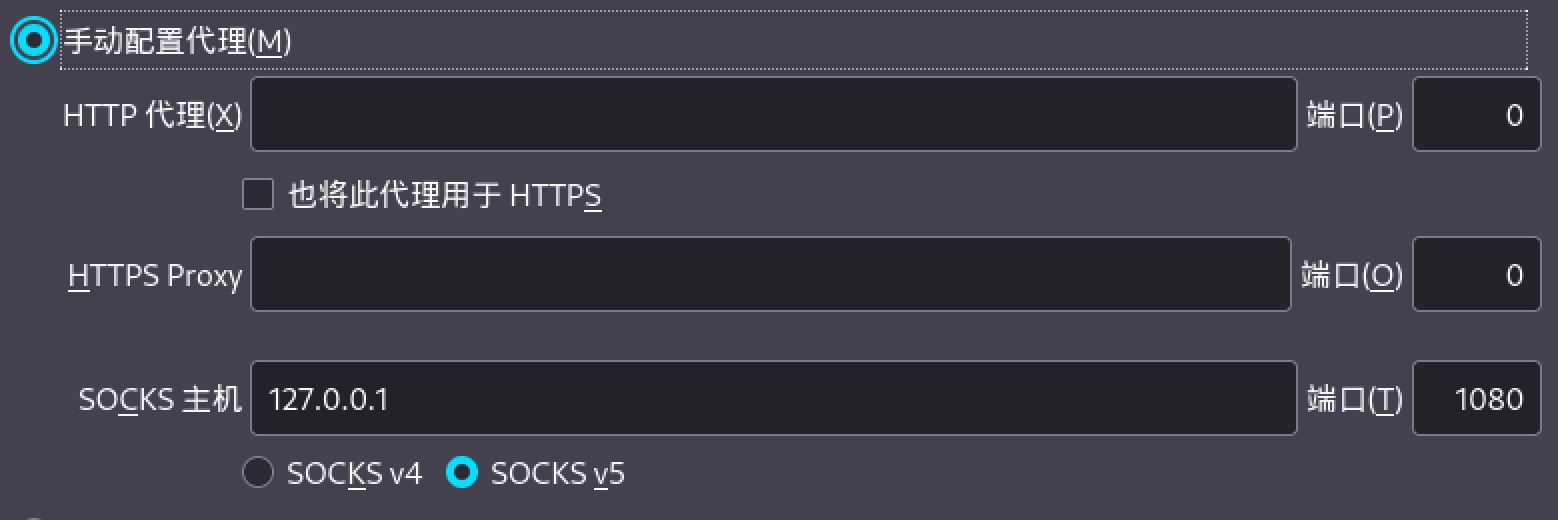 手动配置代理(M)
HTTP 代理(X) 端口(P) 0
也将此代理用于 HTTPS
HTTPS Proxy 端口(O) 0
SOCKS 主机 127.0.0.1 端口(T) 1080
SOCKS v4 SOCKS v5